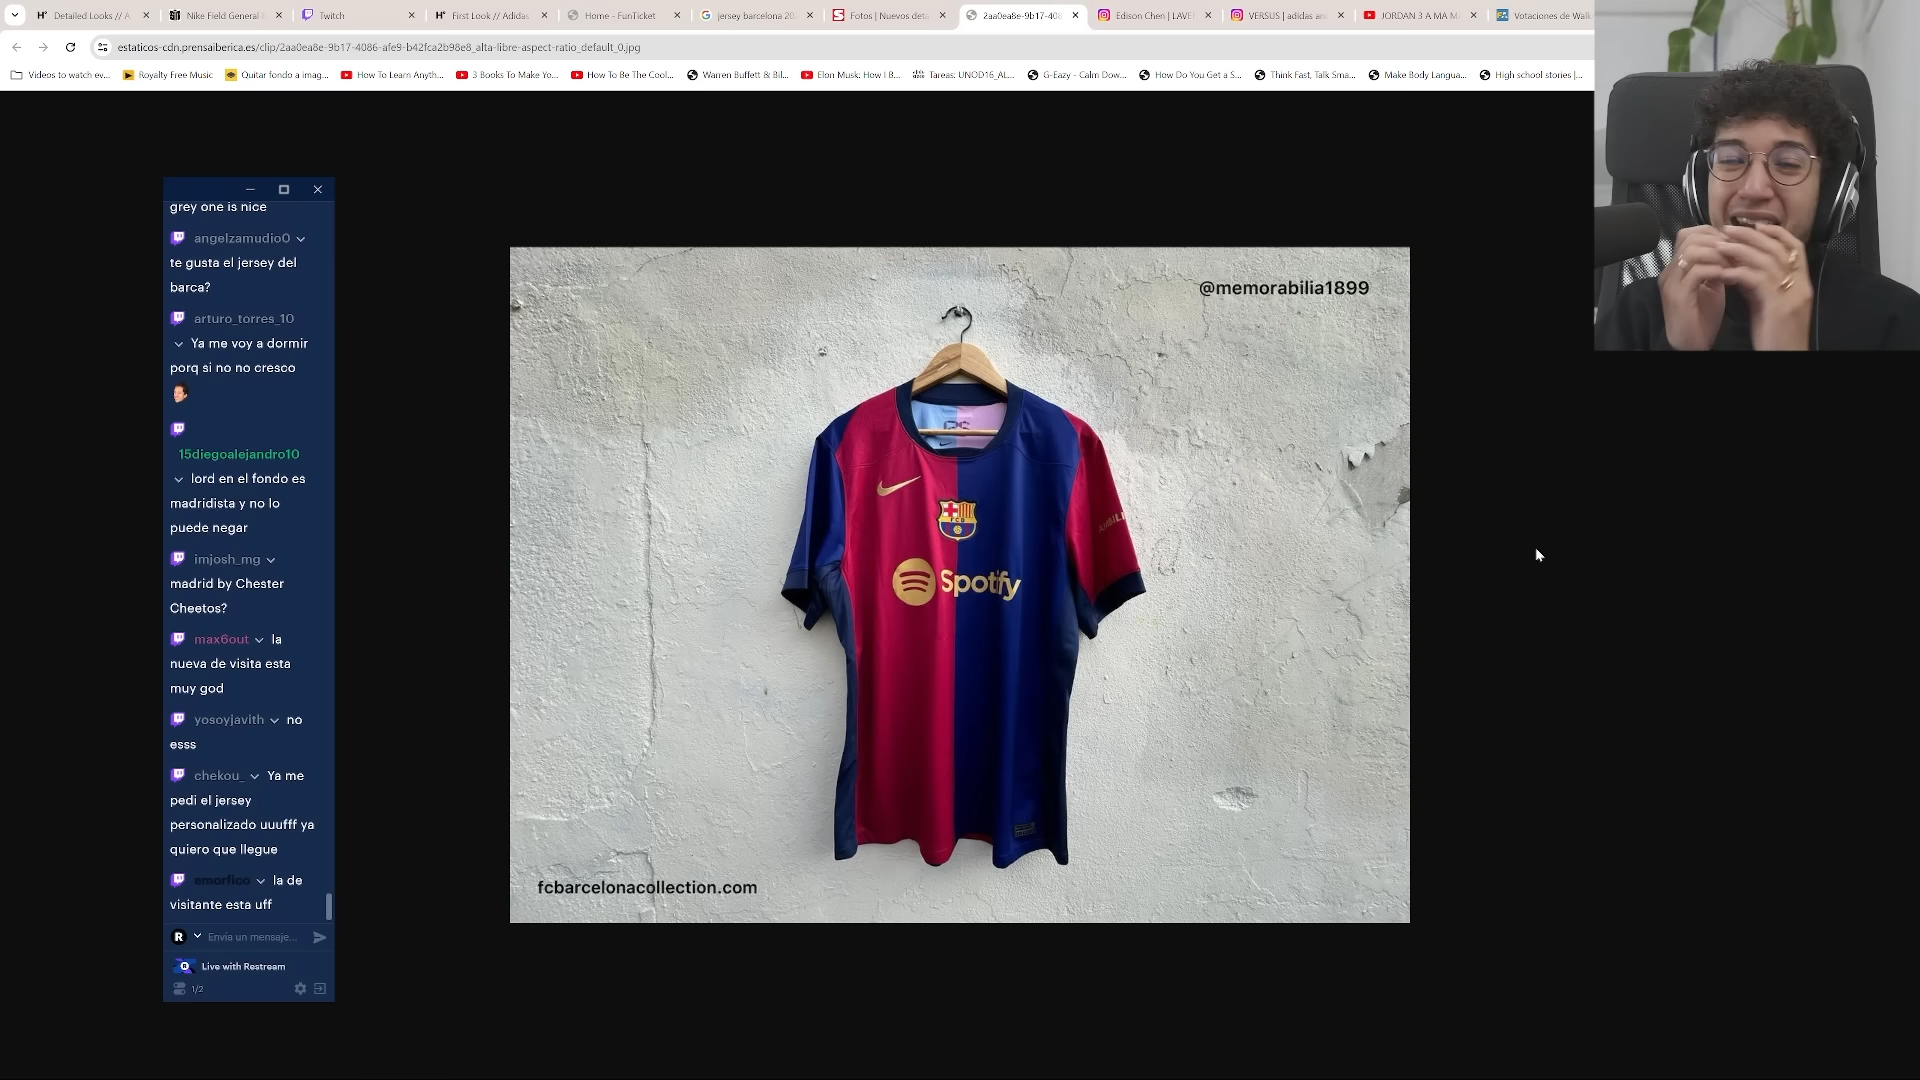 Detailed Looks // A
Nike Field General
Twitch
First Look // Adidas
Home - FunTicket
jersey barcelona 20
Fotos | Nuevos deta
2aa0ea8e-9b17-408
Edison Chen | LAVE
VERSUS | adidas an
JORDAN 3 A MA M
Votaciones de Walk
estaticos-cdn.prensaiberica.es/clip/2aa0ea8e-9b17-4086-afe9-b42fca2b98e8_alta-libre-aspect-ratio_default_0.jpg
Videos to watch ev...
Royalty Free Music
Quitar fondo a imag...
How To Learn Anyth...
3 Books To Make Yo...
How To Be The Cool...
Warren Buffett & Bil...
Elon Musk: How I B...
Tareas: UNOD16_AL...
G-Eazy - Calm Dow...
How Do You Get a S...
Think Fast, Talk Sma...
Make Body Langua...
High school stories |...
grey one is nice
angelzamudio0
te gusta el jersey del
barca?
arturo_torres_10
Ya me voy a dormir
porq si no no cresco
15diegoalejandro10
lord en el fondo es
madridista y no lo
puede negar
imjosh_mg
madrid by Chester
Cheetos?
max6out la
nueva de visita esta
muy god
yosoyjavith no
esss
chekou_ Ya me
pedi el jersey
personalizado uuufff ya
quiero que llegue
emorfico la de
visitante esta uff
R Envía un mensaje...
Live with Restream
1/2
@memorabilia1899
FCB
Spotify
fcbarcelonacollection.com